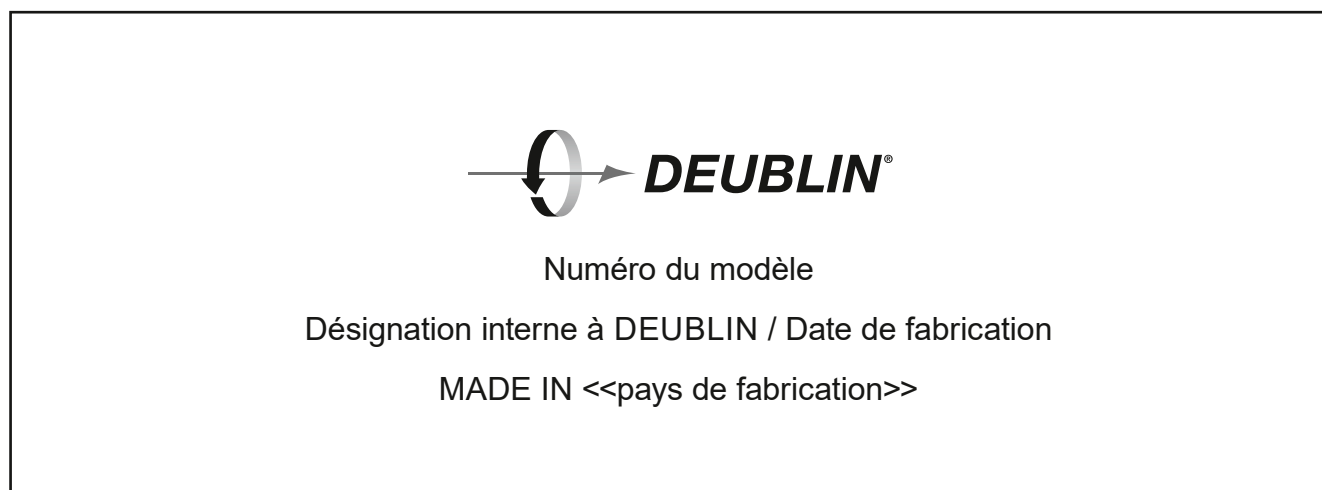 DEUBLIN®
Numéro du modèle
Désignation interne à DEUBLIN / Date de fabrication
MADE IN <<pays de fabrication>>